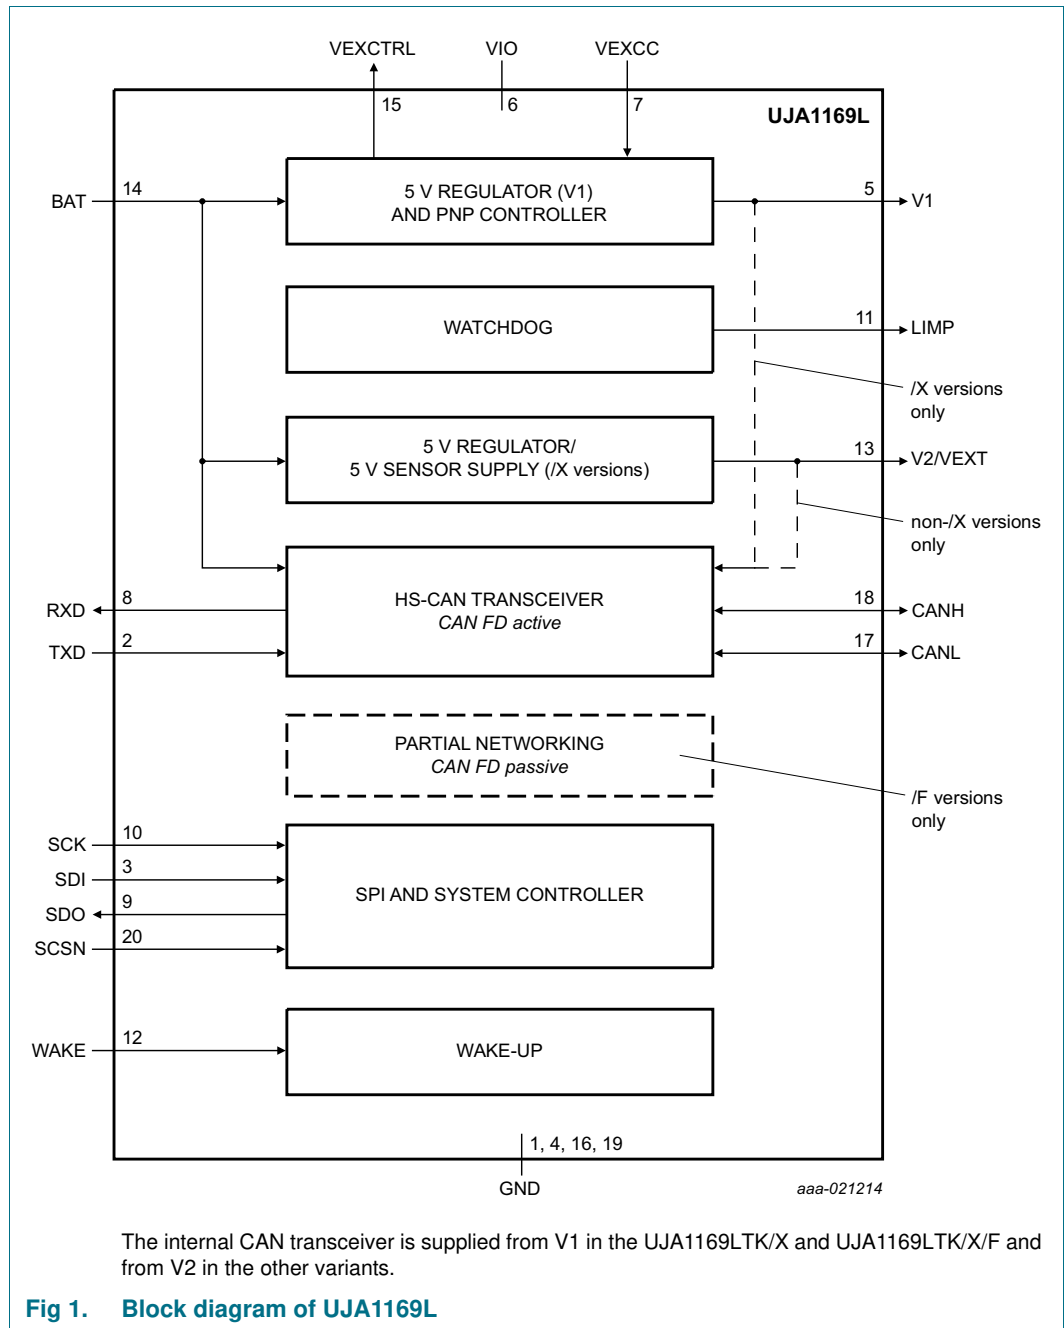 VEXCTRL VIO VEXCC
15 6 7
UJA1169L
BAT 14 5 V REGULATOR (V1) 5 V1
AND PNP CONTROLLER
WATCHDOG 11 LIMP
/X versions
only
5 V REGULATOR/
5 V SENSOR SUPPLY (/X versions) 13 V2/VEXT
non-/X versions
only
RXD 8 HS-CAN TRANSCEIVER 18 CANH
CAN FD active
TXD 2 17 CANL
PARTIAL NETWORKING
CAN FD passive
/F versions
only
SCK 10
SDI 3
SPI AND SYSTEM CONTROLLER
SDO 9
SCSN 20
WAKE 12 WAKE-UP
1, 4, 16, 19
GND aaa-021214
The internal CAN transceiver is supplied from V1 in the UJA1169LTK/X and UJA1169LTK/X/F and
from V2 in the other variants.
Fig 1. Block diagram of UJA1169L